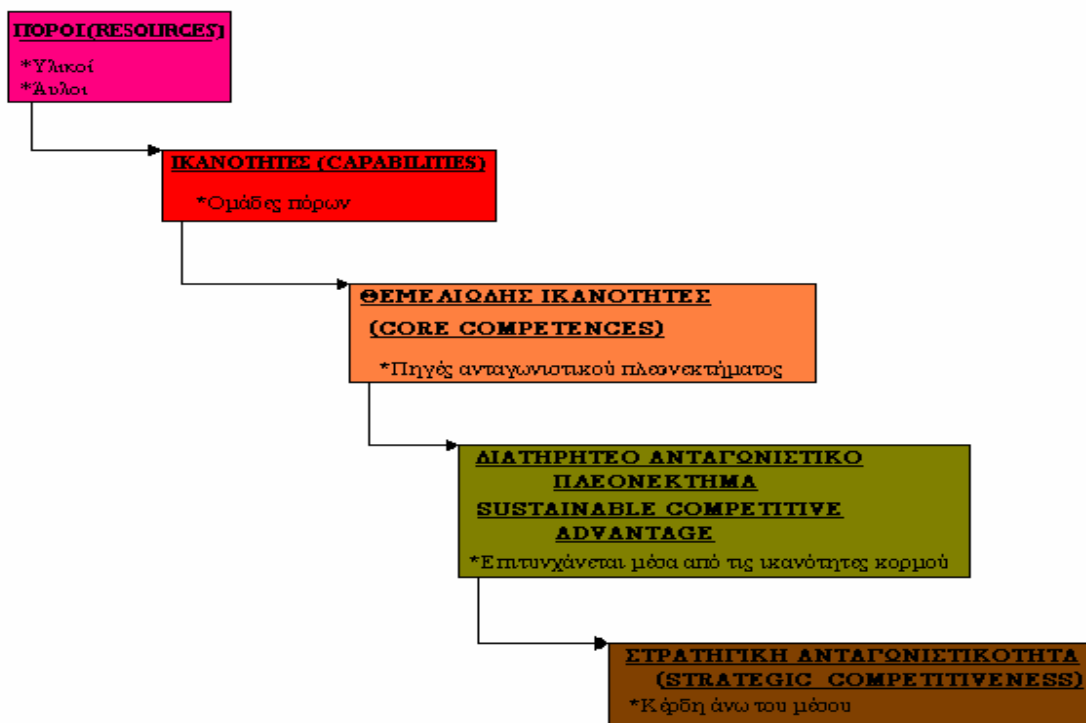 ΠΟΡΟΙ(RESOURCES)
*Υλικοί
*Άυλοι
ΙΚΑΝΟΤΗΤΕΣ (CAPABILITIES)
*Ομάδες πόρων
ΘΕΜΕΛΙΩΔΗΣ ΙΚΑΝΟΤΗΤΕΣ
(CORE COMPETENCES)
*Πηγές ανταγωνιστικού πλεονεκτήματος
ΔΙΑΤΗΡΗΤΕΟ ΑΝΤΑΓΩΝΙΣΤΙΚΟ
ΠΛΕΟΝΕΚΤΗΜΑ
SUSTAINABLE COMPETITIVE
ADVANTAGE
*Επιτυνχάνεται μέσα από τις ικανότητες κορμού
ΣΤΡΑΤΗΓΙΚΗ ΑΝΤΑΓΩΝΙΣΤΙΚΟΤΗΤΑ
(STRATEGIC COMPETITIVENESS)
*Κέρδη άνω του μέσου